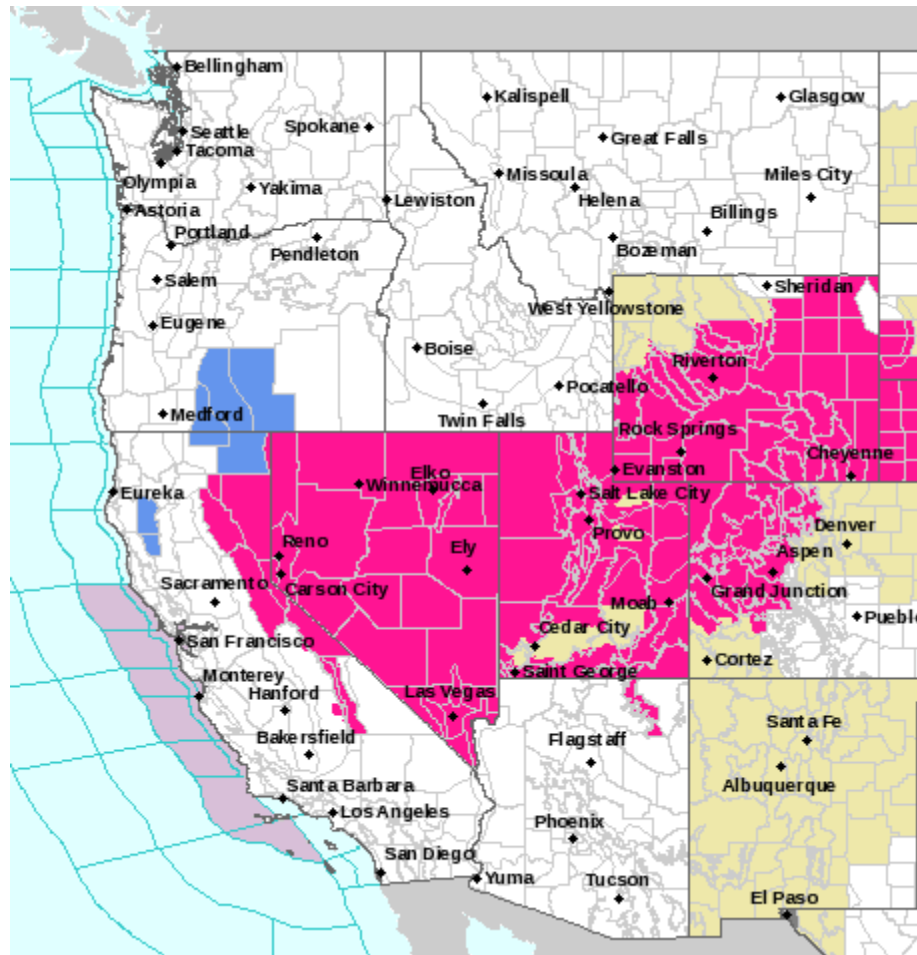 Bellingham
Kalispell
Glasgow
Seattle
Spokane
Great Falls
Tacoma
Olympia
Yakima
Missoula
Helena
Miles City
Lewiston
Astoria
Billings
Portland
Pendleton
Bozeman
Salem
Sheridan
West Yellowstone
Eugene
Boise
Riverton
Pocatello
Medford
Twin Falls
Rock Springs
Cheyenne
Elko
Evanston
Winnemucca
Eureka
Salt Lake City
Denver
Provo
Reno
Ely
Aspen
Sacramento
Carson City
Grand Junction
Moab
Pueblo
Cedar City
San Francisco
Cortez
Monterey
Saint George
Hanford
Las Vegas
Santa Fe
Bakersfield
Flagstaff
Albuquerque
Santa Barbara
Los Angeles
Phoenix
San Diego
Yuma
Tucson
El Paso